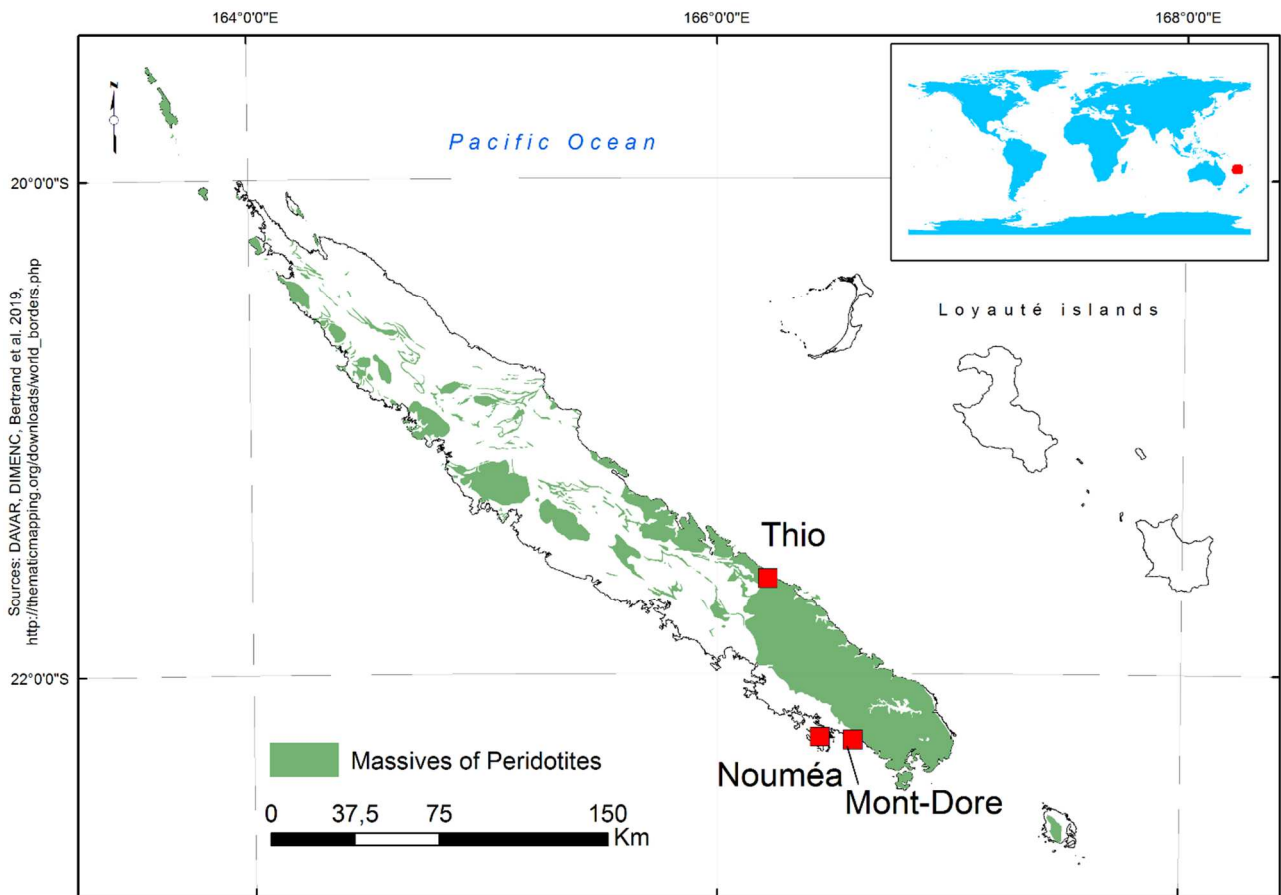 164°0'0"E
166°0'0"E
168°0'0"E
N
Pacific Ocean
20°0'0"S
Loyauté islands
Sources: DAVAR, DIMENC, Bertrand et al. 2019,
http://thematicmapping.org/downloads/world_borders.php
Thio
22°0'0"S
Massives of Peridotites
Nouméa
Mont-Dore
0 37,5 75 150
Km